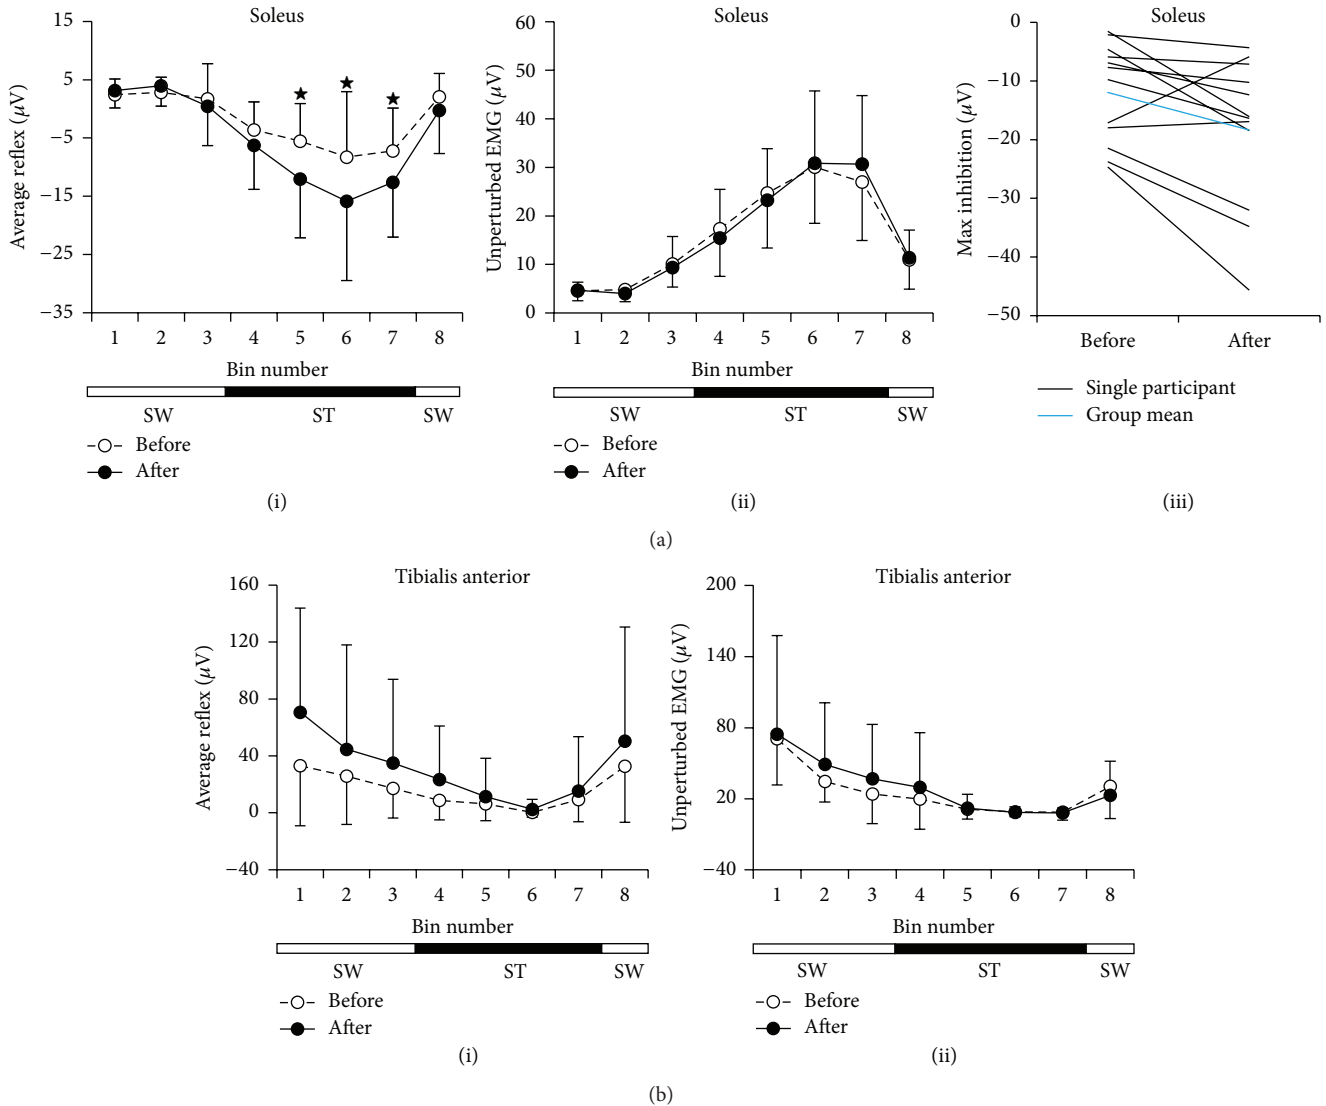 Soleus
15
5
−5
−15
−25
−35
Average reflex (μV)
1 2 3 4 5 6 7 8
Bin number
SW ST SW
Before
After
(i)
Soleus
60
50
40
30
20
10
0
Unperturbed EMG (μV)
1 2 3 4 5 6 7 8
Bin number
SW ST SW
Before
After
(ii)
Soleus
0
−10
−20
−30
−40
−50
Max inhibition (μV)
Before After
Single participant
Group mean
(iii)
(a)
Tibialis anterior
160
120
80
40
0
−40
Average reflex (μV)
1 2 3 4 5 6 7 8
Bin number
SW ST SW
Before
After
(i)
Tibialis anterior
200
140
80
20
−40
Unperturbed EMG (μV)
1 2 3 4 5 6 7 8
Bin number
SW ST SW
Before
After
(ii)
(b)